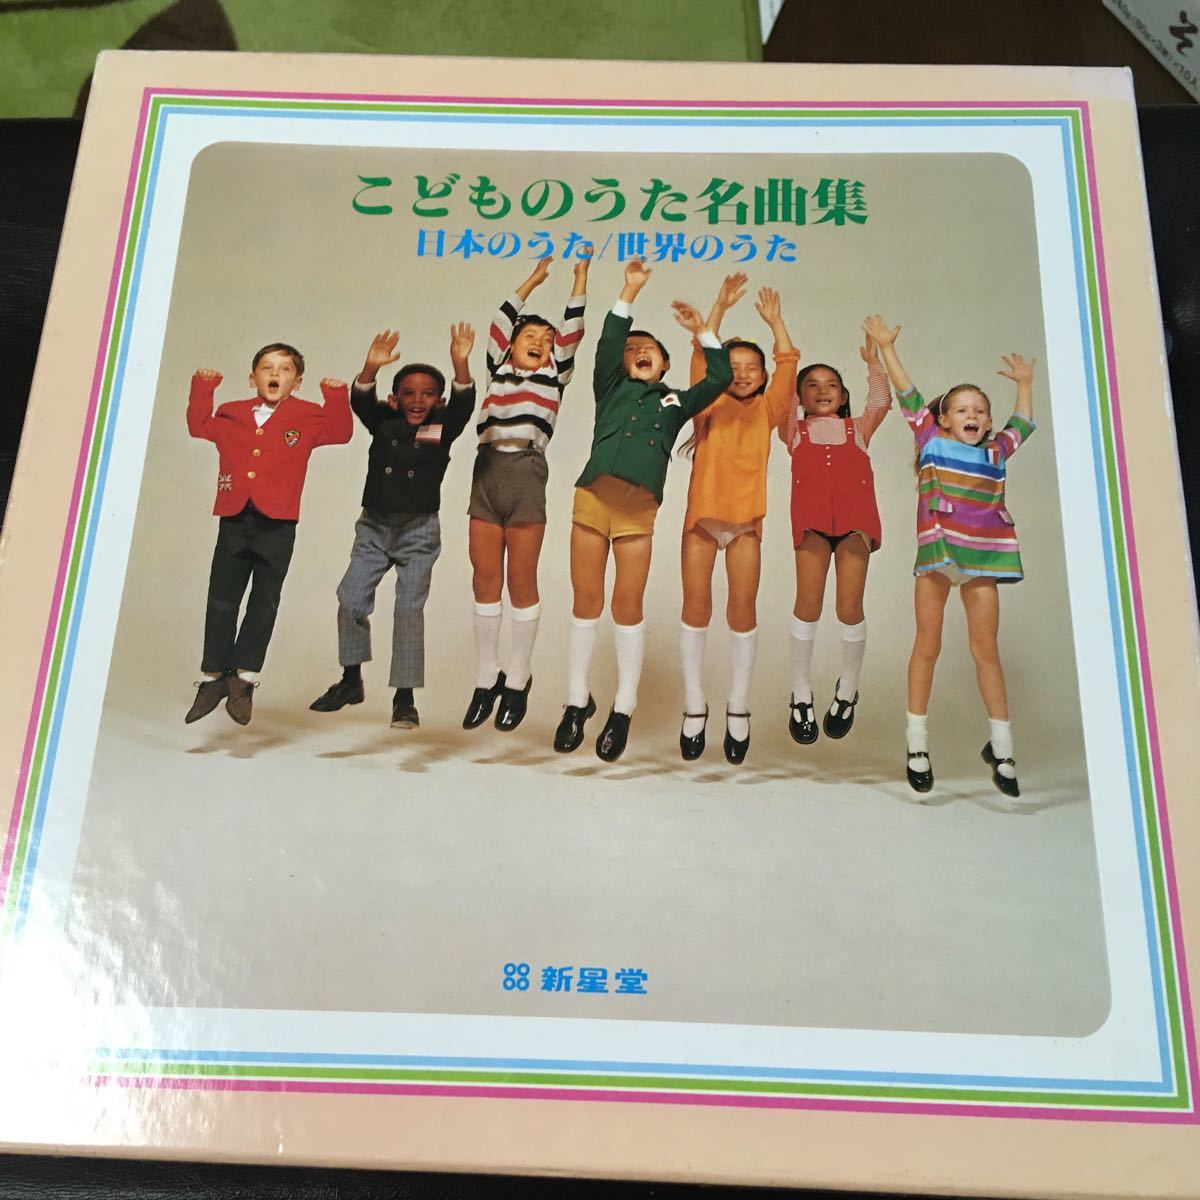 こどものうた名曲集
日本のうた/世界のうた
新星堂